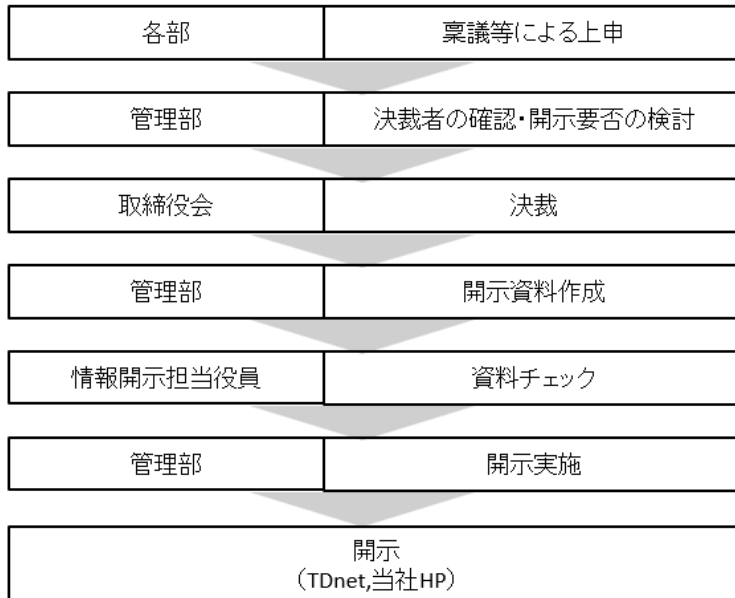 各部 稟議等による上申
管理部 決裁者の確認・開示要否の検討
取締役会 決裁
管理部 開示資料作成
情報開示担当役員 資料チェック
管理部 開示実施
開示
（TDnet,当社HP）